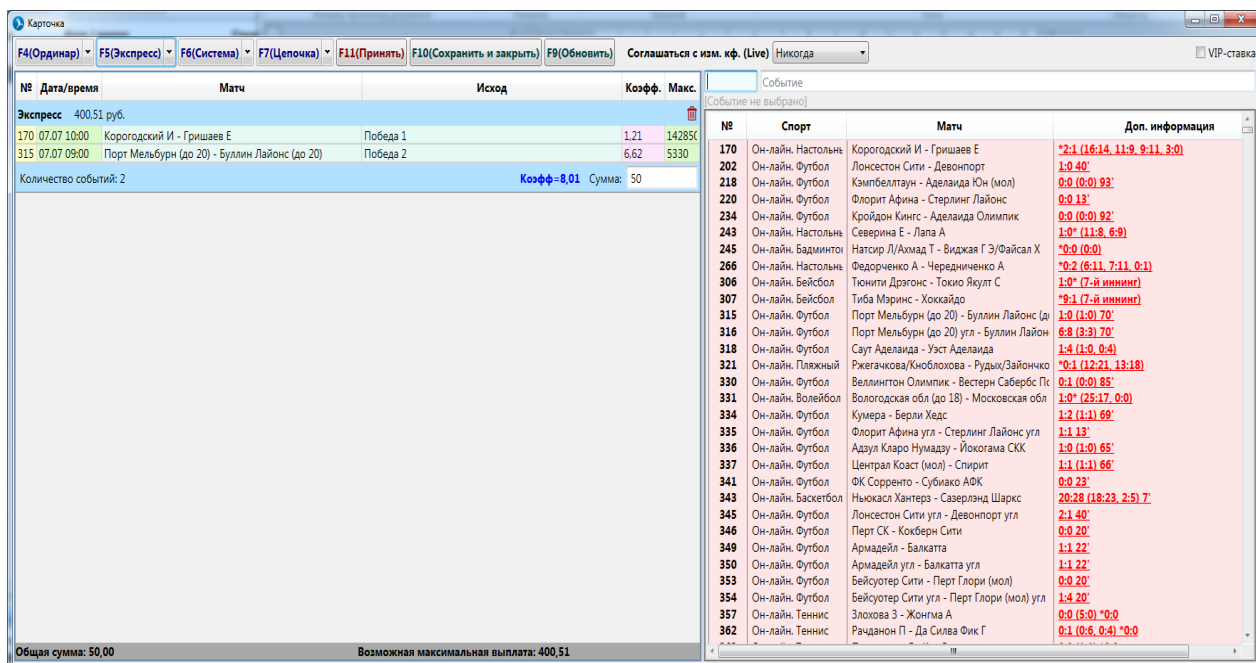 Карточка
F4(Ординар) F5(Экспресс) F6(Система) F7(Цепочка) F11(Принять) F10(Сохранить и закрыть) F9(Обновить) Соглашаться с изм. кф. (Live) Никогда VIP-ставка
№ Дата/время Матч Исход Коэфф. Макс.
Экспресс 400,51 руб.
170 07.07 10:00 Корогодский И - Гришаев Е Победа 1 1,21 142850
315 07.07 09:00 Порт Мельбурн (до 20) - Буллин Лайонс (до 20) Победа 2 6,62 5330
Количество событий: 2 Коэфф=8,01 Сумма: 50
Общая сумма: 50,00 Возможная максимальная выплата: 400,51
Событие
[Событие не выбрано]
№ Спорт Матч Доп. информация
170 Он-лайн. Настольн Корогодский И - Гришаев Е *2:1 (16:14, 11:9, 9:11, 3:0)
202 Он-лайн. Футбол Лонсестон Сити - Девонпорт 1:0 40'
218 Он-лайн. Футбол Кэмпбеллтаун - Аделаида Юн (мол) 0:0 (0:0) 93'
220 Он-лайн. Футбол Флорит Афина - Стерлинг Лайонс 0:0 13'
234 Он-лайн. Футбол Кройдон Кингс - Аделаида Олимпик 0:0 (0:0) 92'
243 Он-лайн. Настольн Северина Е - Лапа А 1:0* (11:8, 6:9)
245 Он-лайн. Бадминтон Натсир Л/Ахмад Т - Виджая Г Э/Файсал Х *0:0 (0:0)
266 Он-лайн. Настольн Федорченко А - Чередниченко А *0:2 (6:11, 7:11, 0:1)
306 Он-лайн. Бейсбол Тюнити Дрэгонс - Токио Якулт С 1:0* (7-й иннинг)
307 Он-лайн. Бейсбол Тиба Мэринс - Хоккайдо *9:1 (7-й иннинг)
315 Он-лайн. Футбол Порт Мельбурн (до 20) - Буллин Лайонс (до 1:0 (1:0) 70'
316 Он-лайн. Футбол Порт Мельбурн (до 20) угл - Буллин Лайон 6:8 (3:3) 70'
318 Он-лайн. Футбол Саут Аделаида - Уэст Аделаида 1:4 (1:0, 0:4)
321 Он-лайн. Пляжный Ржегачкова/Кноблохова - Рудых/Зайончко *0:1 (12:21, 13:18)
330 Он-лайн. Футбол Веллингтон Олимпик - Вестерн Сабербс По 0:1 (0:0) 85'
331 Он-лайн. Волейбол Вологодская обл (до 18) - Московская обл 1:0* (25:17, 0:0)
334 Он-лайн. Футбол Кумера - Берли Хедс 1:2 (1:1) 69'
335 Он-лайн. Футбол Флорит Афина угл - Стерлинг Лайонс угл 1:1 13'
336 Он-лайн. Футбол Адзул Кларо Нумадзу - Йокогама СКК 1:0 (1:0) 65'
337 Он-лайн. Футбол Централ Коаст (мол) - Спирит 1:1 (1:1) 66'
341 Он-лайн. Футбол ФК Сорренто - Субиако АФК 0:0 23'
343 Он-лайн. Баскетбол Ньюкасл Хантерз - Сазерлэнд Шаркс 20:28 (18:23, 2:5) 7'
345 Он-лайн. Футбол Лонсестон Сити угл - Девонпорт угл 2:1 40'
346 Он-лайн. Футбол Перт СК - Кокберн Сити 0:0 20'
349 Он-лайн. Футбол Армадейл - Балкатта 1:1 22'
350 Он-лайн. Футбол Армадейл угл - Балкатта угл 1:1 22'
353 Он-лайн. Футбол Бейсуотер Сити - Перт Глори (мол) 0:0 20'
354 Он-лайн. Футбол Бейсуотер Сити угл - Перт Глори (мол) угл 1:4 20'
357 Он-лайн. Теннис Злохова З - Жонгма А 0:0 (5:0) *0:0
362 Он-лайн. Теннис Рачданон П - Да Силва Фик Г 0:1 (0:6, 0:4) *0:0